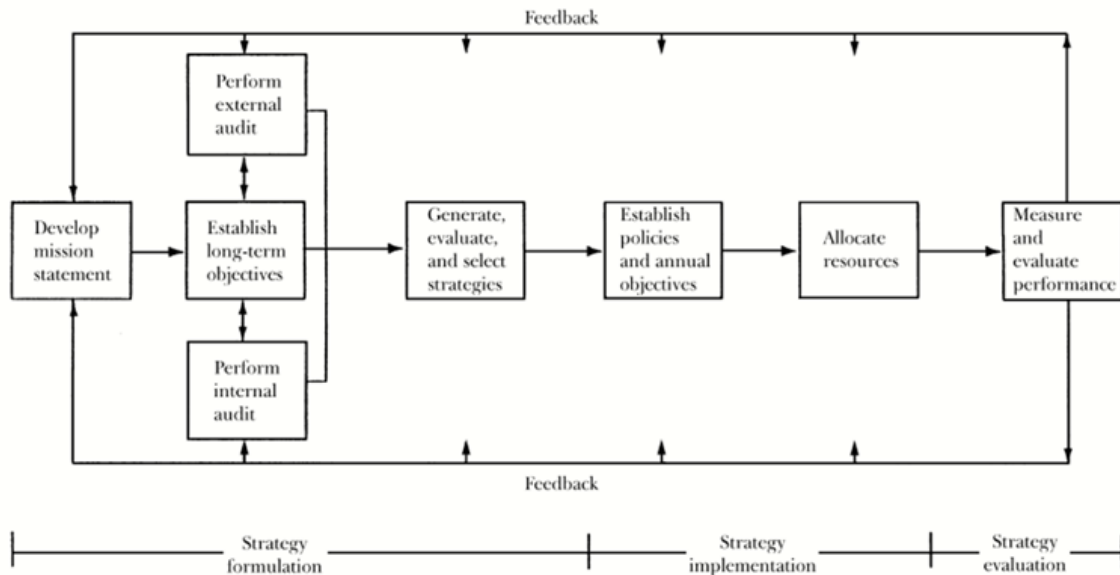 Feedback
Perform
external
audit
Develop
mission
statement
Establish
long-term
objectives
Generate,
evaluate,
and select
strategies
Establish
policies
and annual
objectives
Allocate
resources
Measure
and
evaluate
performance
Perform
internal
audit
Feedback
Strategy
formulation
Strategy
implementation
Strategy
evaluation